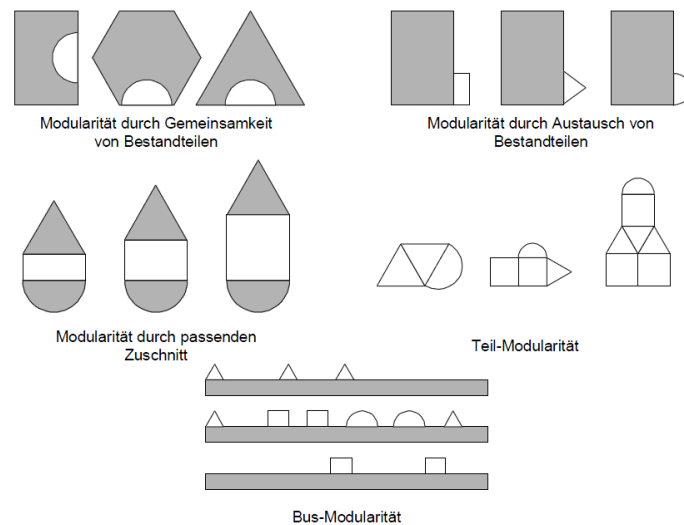 Modularität durch Gemeinsamkeit
von Bestandteilen
Modularität durch Austausch von
Bestandteilen
Modularität durch passenden
Zuschnitt
Teil-Modularität
Bus-Modularität